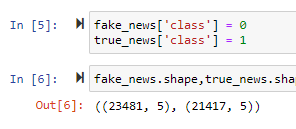 In [5]: fake_news['class'] = 0
true_news['class'] = 1
In [6]: fake_news.shape,true_news.sha
Out[6]: ((23481, 5), (21417, 5))